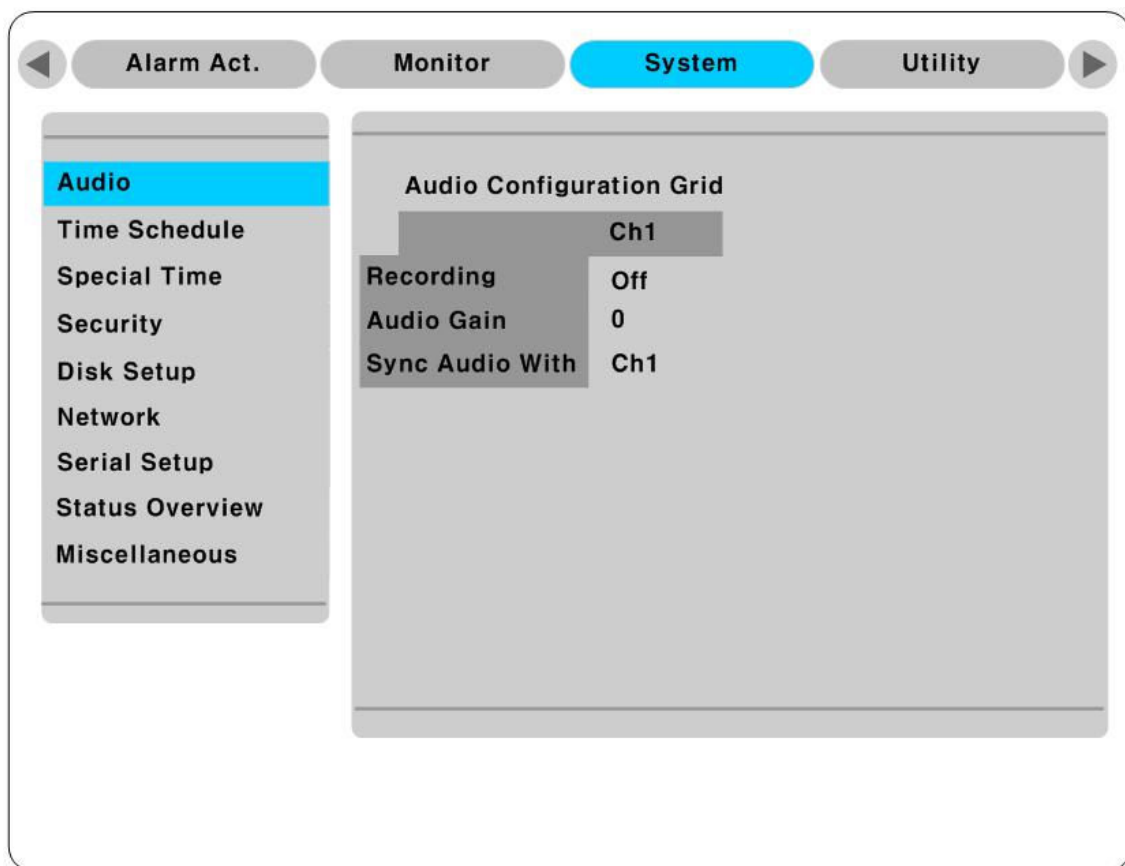 Alarm Act. Monitor System Utility
Audio
Time Schedule
Special Time
Security
Disk Setup
Network
Serial Setup
Status Overview
Miscellaneous
Audio Configuration Grid
Ch1
Recording Off
Audio Gain 0
Sync Audio With Ch1